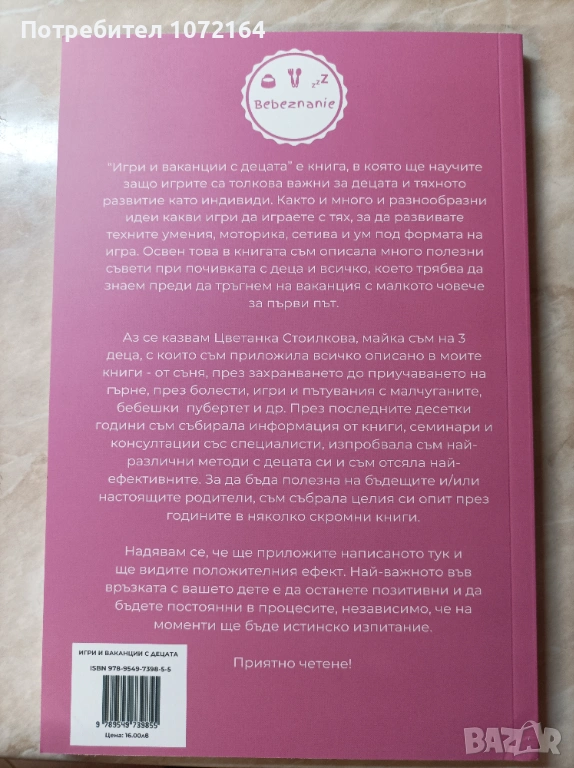 Потребител 1072164
zzZ
Bebeznanie
"Игри и ваканции с децата" е книга, в която ще научите
защо игрите са толкова важни за децата и тяхното
развитие като индивиди. Както и много и разнообразни
идеи какви игри да играете с тях, за да развивате
техните умения, моторика, сетива и ум под формата на
игра. Освен това в книгата съм описала много полезни
съвети при почивката с деца и всичко, което трябва да
знаем преди да тръгнем на ваканция с малкото човече
за първи път.
Аз се казвам Цветанка Стоилкова, майка съм на 3
деца, с които съм приложила всичко описано в моите
книги - от съня, през захранването до приучаването на
гърне, през болести, игри и пътувания с малчуганите,
бебешки пубертет и др. През последните десетки
години съм събирала информация от книги, семинари и
консултации със специалисти, изпробвала съм най-
различни методи с децата си и съм отсяла най-
ефективните. За да бъда полезна на бъдещите и/или
настоящите родители, съм събрала целия си опит през
годините в няколко скромни книги.
Надявам се, че ще приложите написаното тук и
ще видите положителния ефект. Най-важното във
връзката с вашето дете е да останете позитивни и да
бъдете постоянни в процесите, независимо, че на
моменти ще бъде истинско изпитание.
Приятно четене!
ИГРИ И ВАКАНЦИИ С ДЕЦАТА
ISBN 978-9549-7398-5-5
9 789549 739855
Цена: 16.00лв
BAZAR